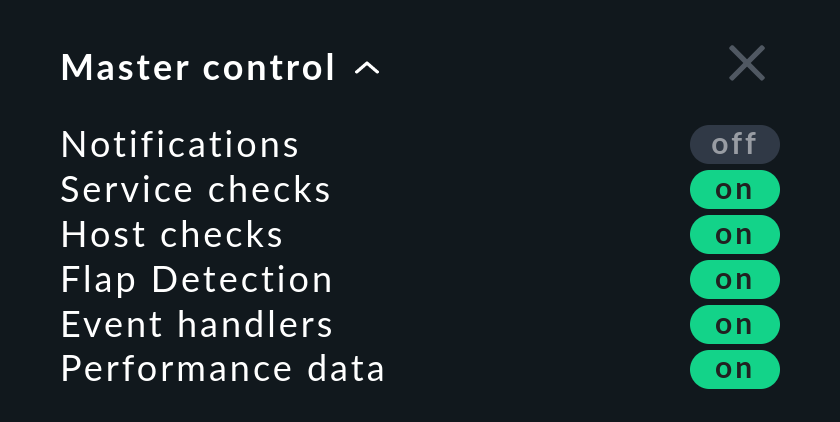 Master control
Notifications off
Service checks on
Host checks on
Flap Detection on
Event handlers on
Performance data on